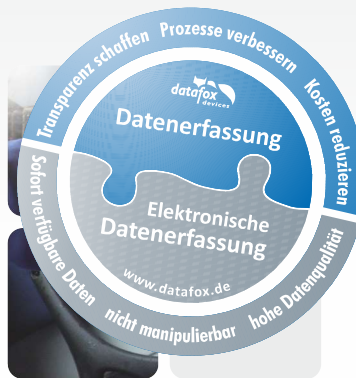 Transparenz schaffen
Prozesse verbessern
Kosten reduzieren
datafox
devices
Datenerfassung
Elektronische
Datenerfassung
www.datafox.de
Sofort verfügbare Daten
nicht manipulierbar
hohe Datenqualität